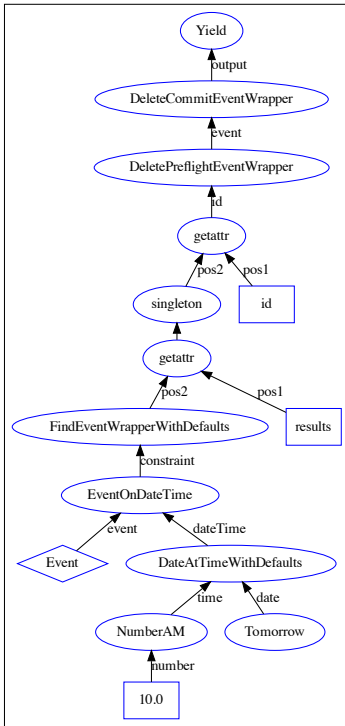 Yield
output
DeleteCommitEventWrapper
event
DeletePreflightEventWrapper
id
getattr
pos2
pos1
singleton
id
getattr
pos2
pos1
FindEventWrapperWithDefaults
results
constraint
EventOnDateTime
event
dateTime
Event
DateAtTimeWithDefaults
time
date
NumberAM
Tomorrow
number
10.0